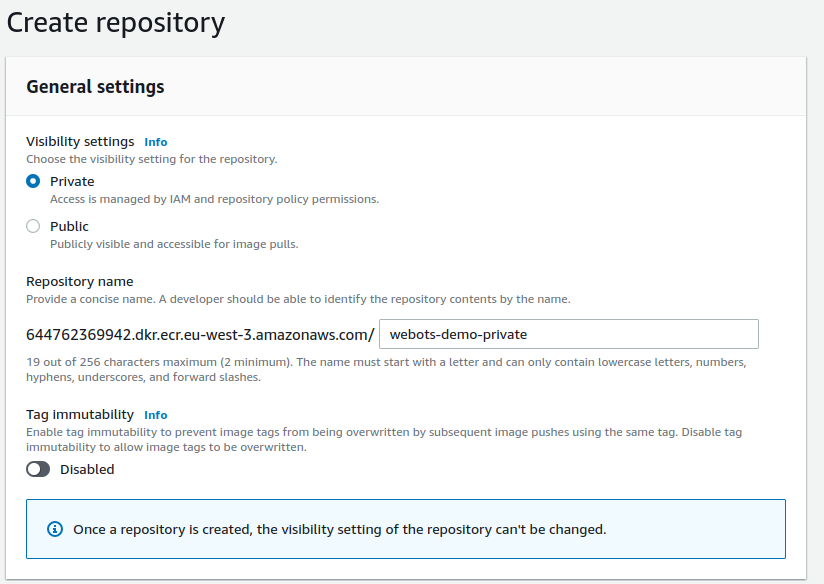 Create repository
General settings
Visibility settings Info
Choose the visibility setting for the repository.
Private
Access is managed by IAM and repository policy permissions.
Public
Publicly visible and accessible for image pulls.
Repository name
Provide a concise name. A developer should be able to identify the repository contents by the name.
644762369942.dkr.ecr.eu-west-3.amazonaws.com/ webots-demo-private
19 out of 256 characters maximum (2 minimum). The name must start with a letter and can only contain lowercase letters, numbers,
hyphens, underscores, and forward slashes.
Tag immutability Info
Enable tag immutability to prevent image tags from being overwritten by subsequent image pushes using the same tag. Disable tag
immutability to allow image tags to be overwritten.
Disabled
Once a repository is created, the visibility setting of the repository can't be changed.